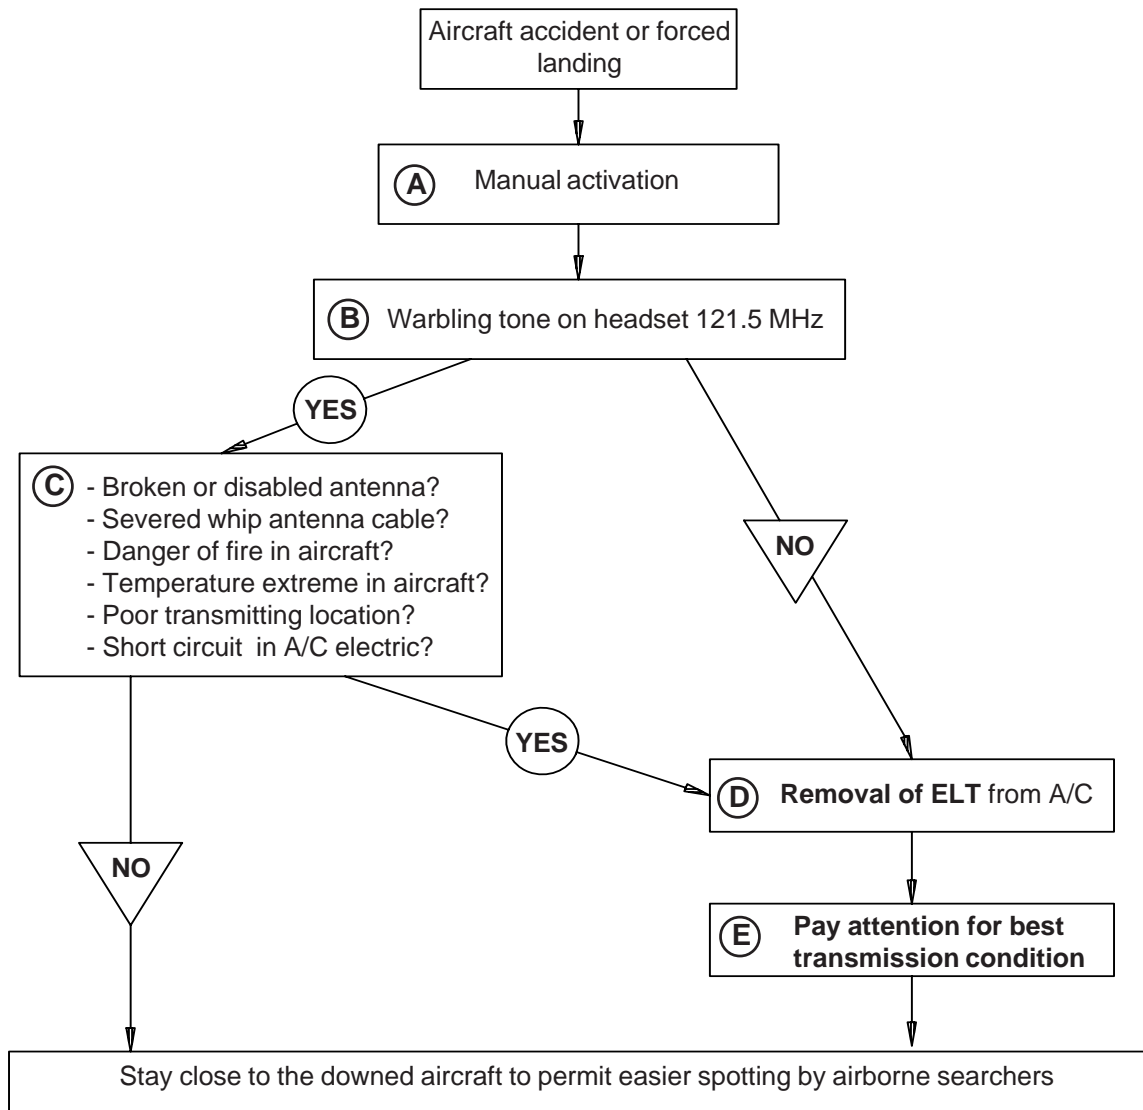 Aircraft accident or forced
landing
A Manual activation
B Warbling tone on headset 121.5 MHz
YES
NO
C - Broken or disabled antenna?
- Severed whip antenna cable?
- Danger of fire in aircraft?
- Temperature extreme in aircraft?
- Poor transmitting location?
- Short circuit in A/C electric?
YES
D Removal of ELT from A/C
NO
E Pay attention for best
transmission condition
Stay close to the downed aircraft to permit easier spotting by airborne searchers